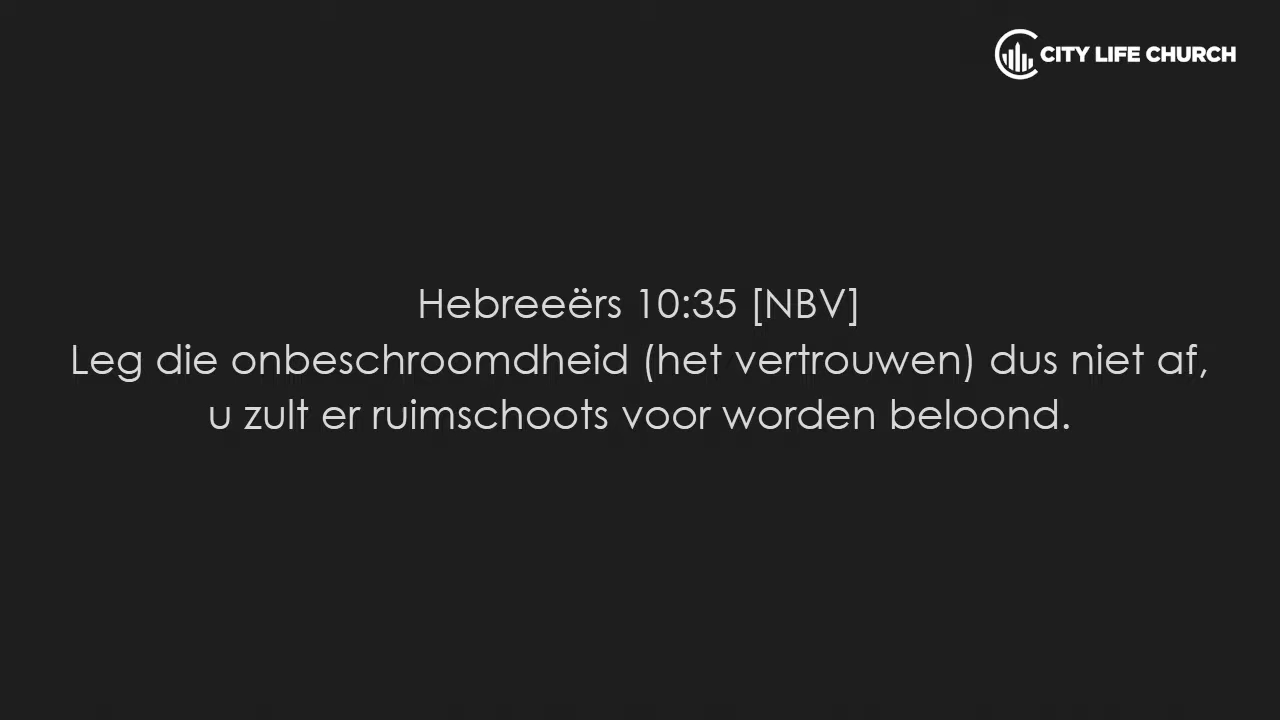 CITY LIFE CHURCH
Hebreeërs 10:35 [NBV]
Leg die onbeschroomdheid (het vertrouwen) dus niet af,
u zult er ruimschoots voor worden beloond.